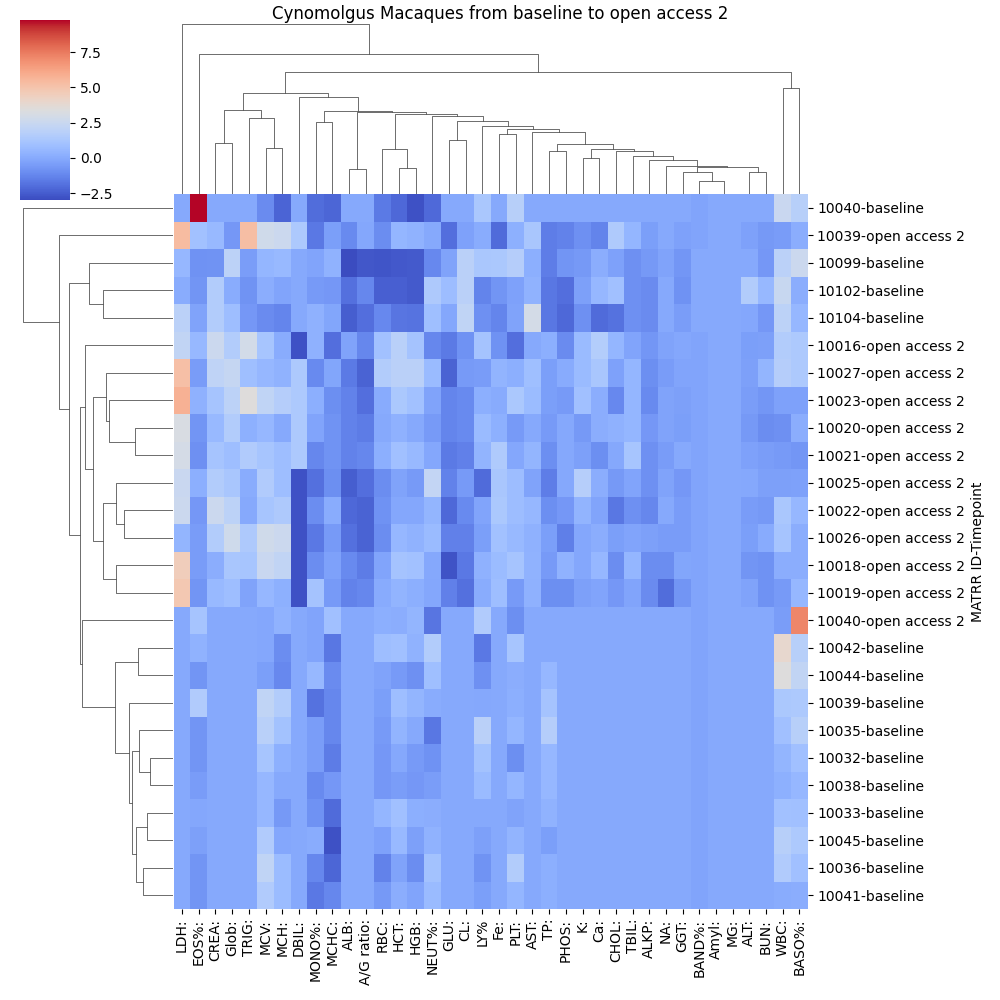 Cynomolgus Macaques from baseline to open access 2
7.5
5.0
2.5
0.0
−2.5
10040-baseline
10039-open access 2
10099-baseline
10102-baseline
10104-baseline
10016-open access 2
10027-open access 2
10023-open access 2
10020-open access 2
10021-open access 2
10025-open access 2
10022-open access 2
10026-open access 2
10018-open access 2
10019-open access 2
10040-open access 2
10042-baseline
10044-baseline
10039-baseline
10035-baseline
10032-baseline
10038-baseline
10033-baseline
10045-baseline
10036-baseline
10041-baseline
MATRR ID-Timepoint
LDH:
EOS%:
CREA:
Glob:
TRIG:
MCV:
MCH:
DBIL:
MONO%:
MCHC:
ALB:
A/G ratio:
RBC:
HCT:
HGB:
NEUT%:
GLU:
CL:
LY%
Fe:
PLT:
AST:
TP:
PHOS:
K:
Ca:
CHOL:
TBIL:
ALKP:
NA:
GGT:
BAND%:
Amyl:
MG:
ALT:
BUN:
WBC:
BASO%: